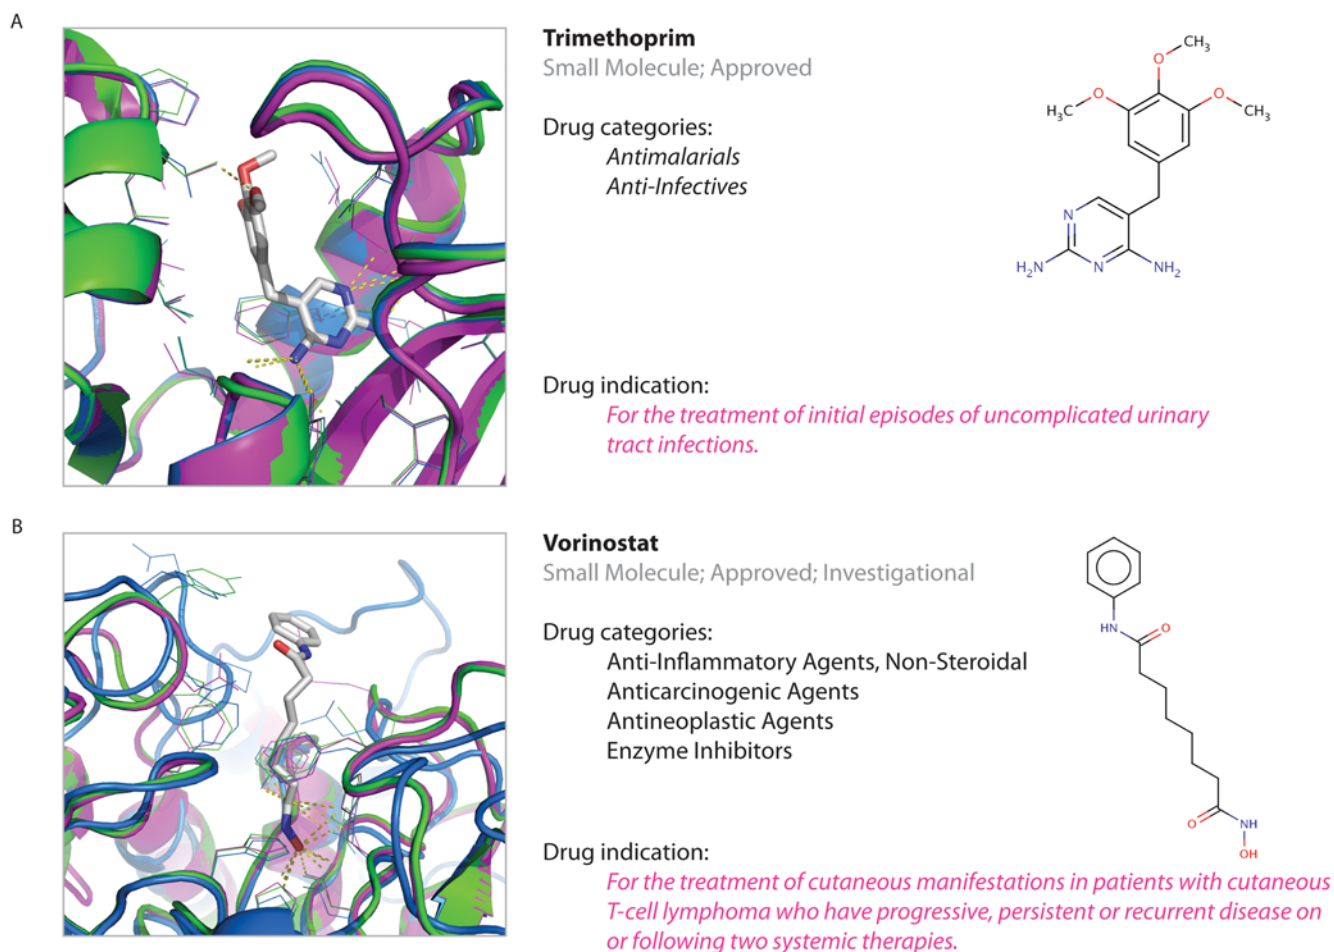 A
Trimethoprim
Small Molecule; Approved
Drug categories:
Antimalarials
Anti-Infectives
CH3
O
O
O
H3C
CH3
N
H2N
N
NH2
Drug indication:
For the treatment of initial episodes of uncomplicated urinary
tract infections.
B
Vorinostat
Small Molecule; Approved; Investigational
Drug categories:
Anti-Inflammatory Agents, Non-Steroidal
Anticarcinogenic Agents
Antineoplastic Agents
Enzyme Inhibitors
HN
O
O
NH
OH
Drug indication:
For the treatment of cutaneous manifestations in patients with cutaneous
T-cell lymphoma who have progressive, persistent or recurrent disease on
or following two systemic therapies.